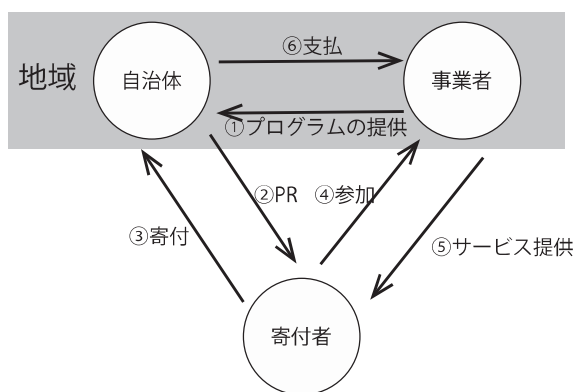 ⑥支払
地域
自治体
事業者
①プログラムの提供
②PR
④参加
③寄付
⑤サービス提供
寄付者